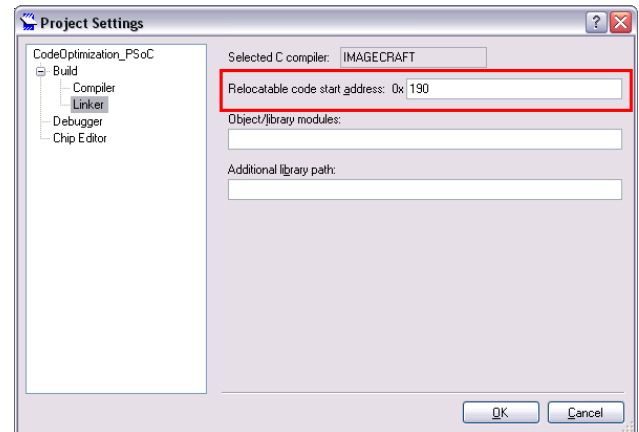 Project Settings
CodeOptimization_PSoC
Build
Compiler
Linker
Debugger
Chip Editor
Selected C compiler: IMAGECRAFT
Relocatable code start address: 0x 190
Object/library modules:
Additional library path:
OK Cancel